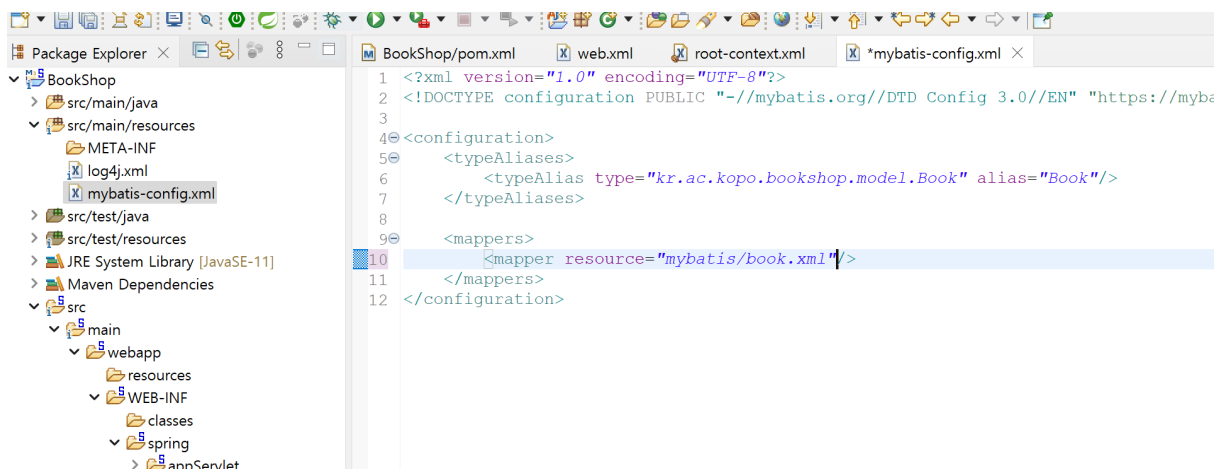 Package Explorer
BookShop
src/main/java
src/main/resources
META-INF
log4j.xml
mybatis-config.xml
src/test/java
src/test/resources
JRE System Library [JavaSE-11]
Maven Dependencies
src
main
webapp
resources
WEB-INF
classes
spring
appServlet
BookShop/pom.xml web.xml root-context.xml *mybatis-config.xml
1 <?xml version="1.0" encoding="UTF-8"?>
2 <!DOCTYPE configuration PUBLIC "-//mybatis.org//DTD Config 3.0//EN" "https://myba
3
4 <configuration>
5 <typeAliases>
6 <typeAlias type="kr.ac.kopo.bookshop.model.Book" alias="Book"/>
7 </typeAliases>
8
9 <mappers>
10 <mapper resource="mybatis/book.xml"/>
11 </mappers>
12 </configuration>